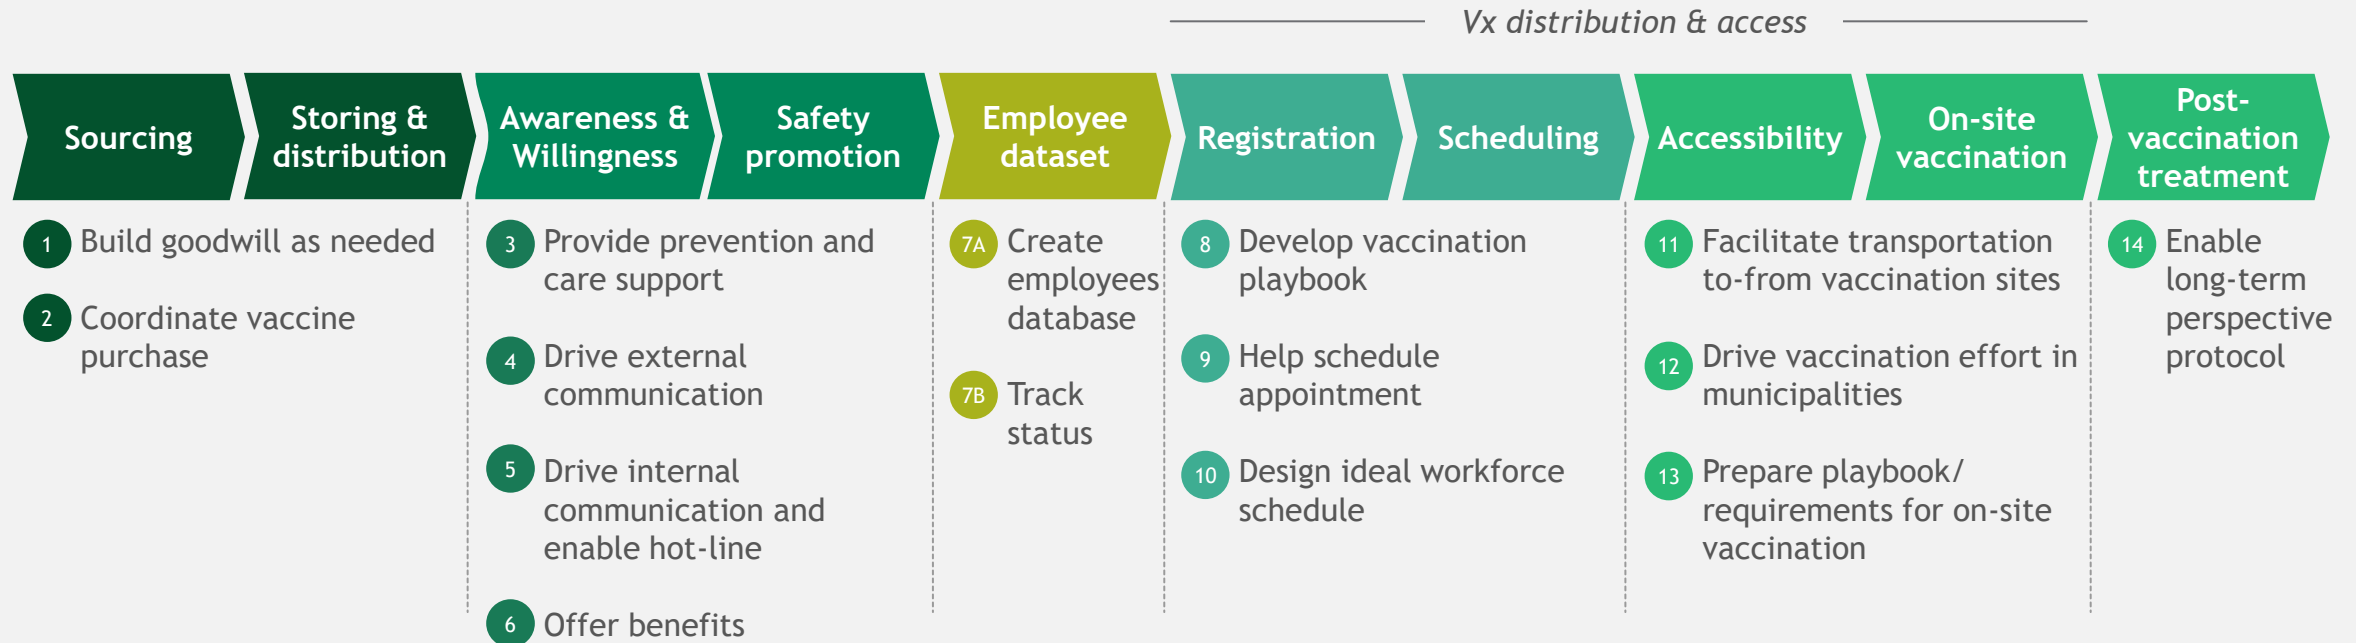 Vx distribution & access
Sourcing
Storing &
distribution
Awareness &
Willingness
Safety
promotion
Employee
dataset
Registration
Scheduling
Accessibility
On-site
vaccination
Post-
vaccination
treatment
1 Build goodwill as needed
2 Coordinate vaccine
purchase
3 Provide prevention and
care support
4 Drive external
communication
5 Drive internal
communication and
enable hot-line
6 Offer benefits
7A Create
employees
database
7B Track
status
8 Develop vaccination
playbook
9 Help schedule
appointment
10 Design ideal workforce
schedule
11 Facilitate transportation
to-from vaccination sites
12 Drive vaccination effort in
municipalities
13 Prepare playbook/
requirements for on-site
vaccination
14 Enable
long-term
perspective
protocol